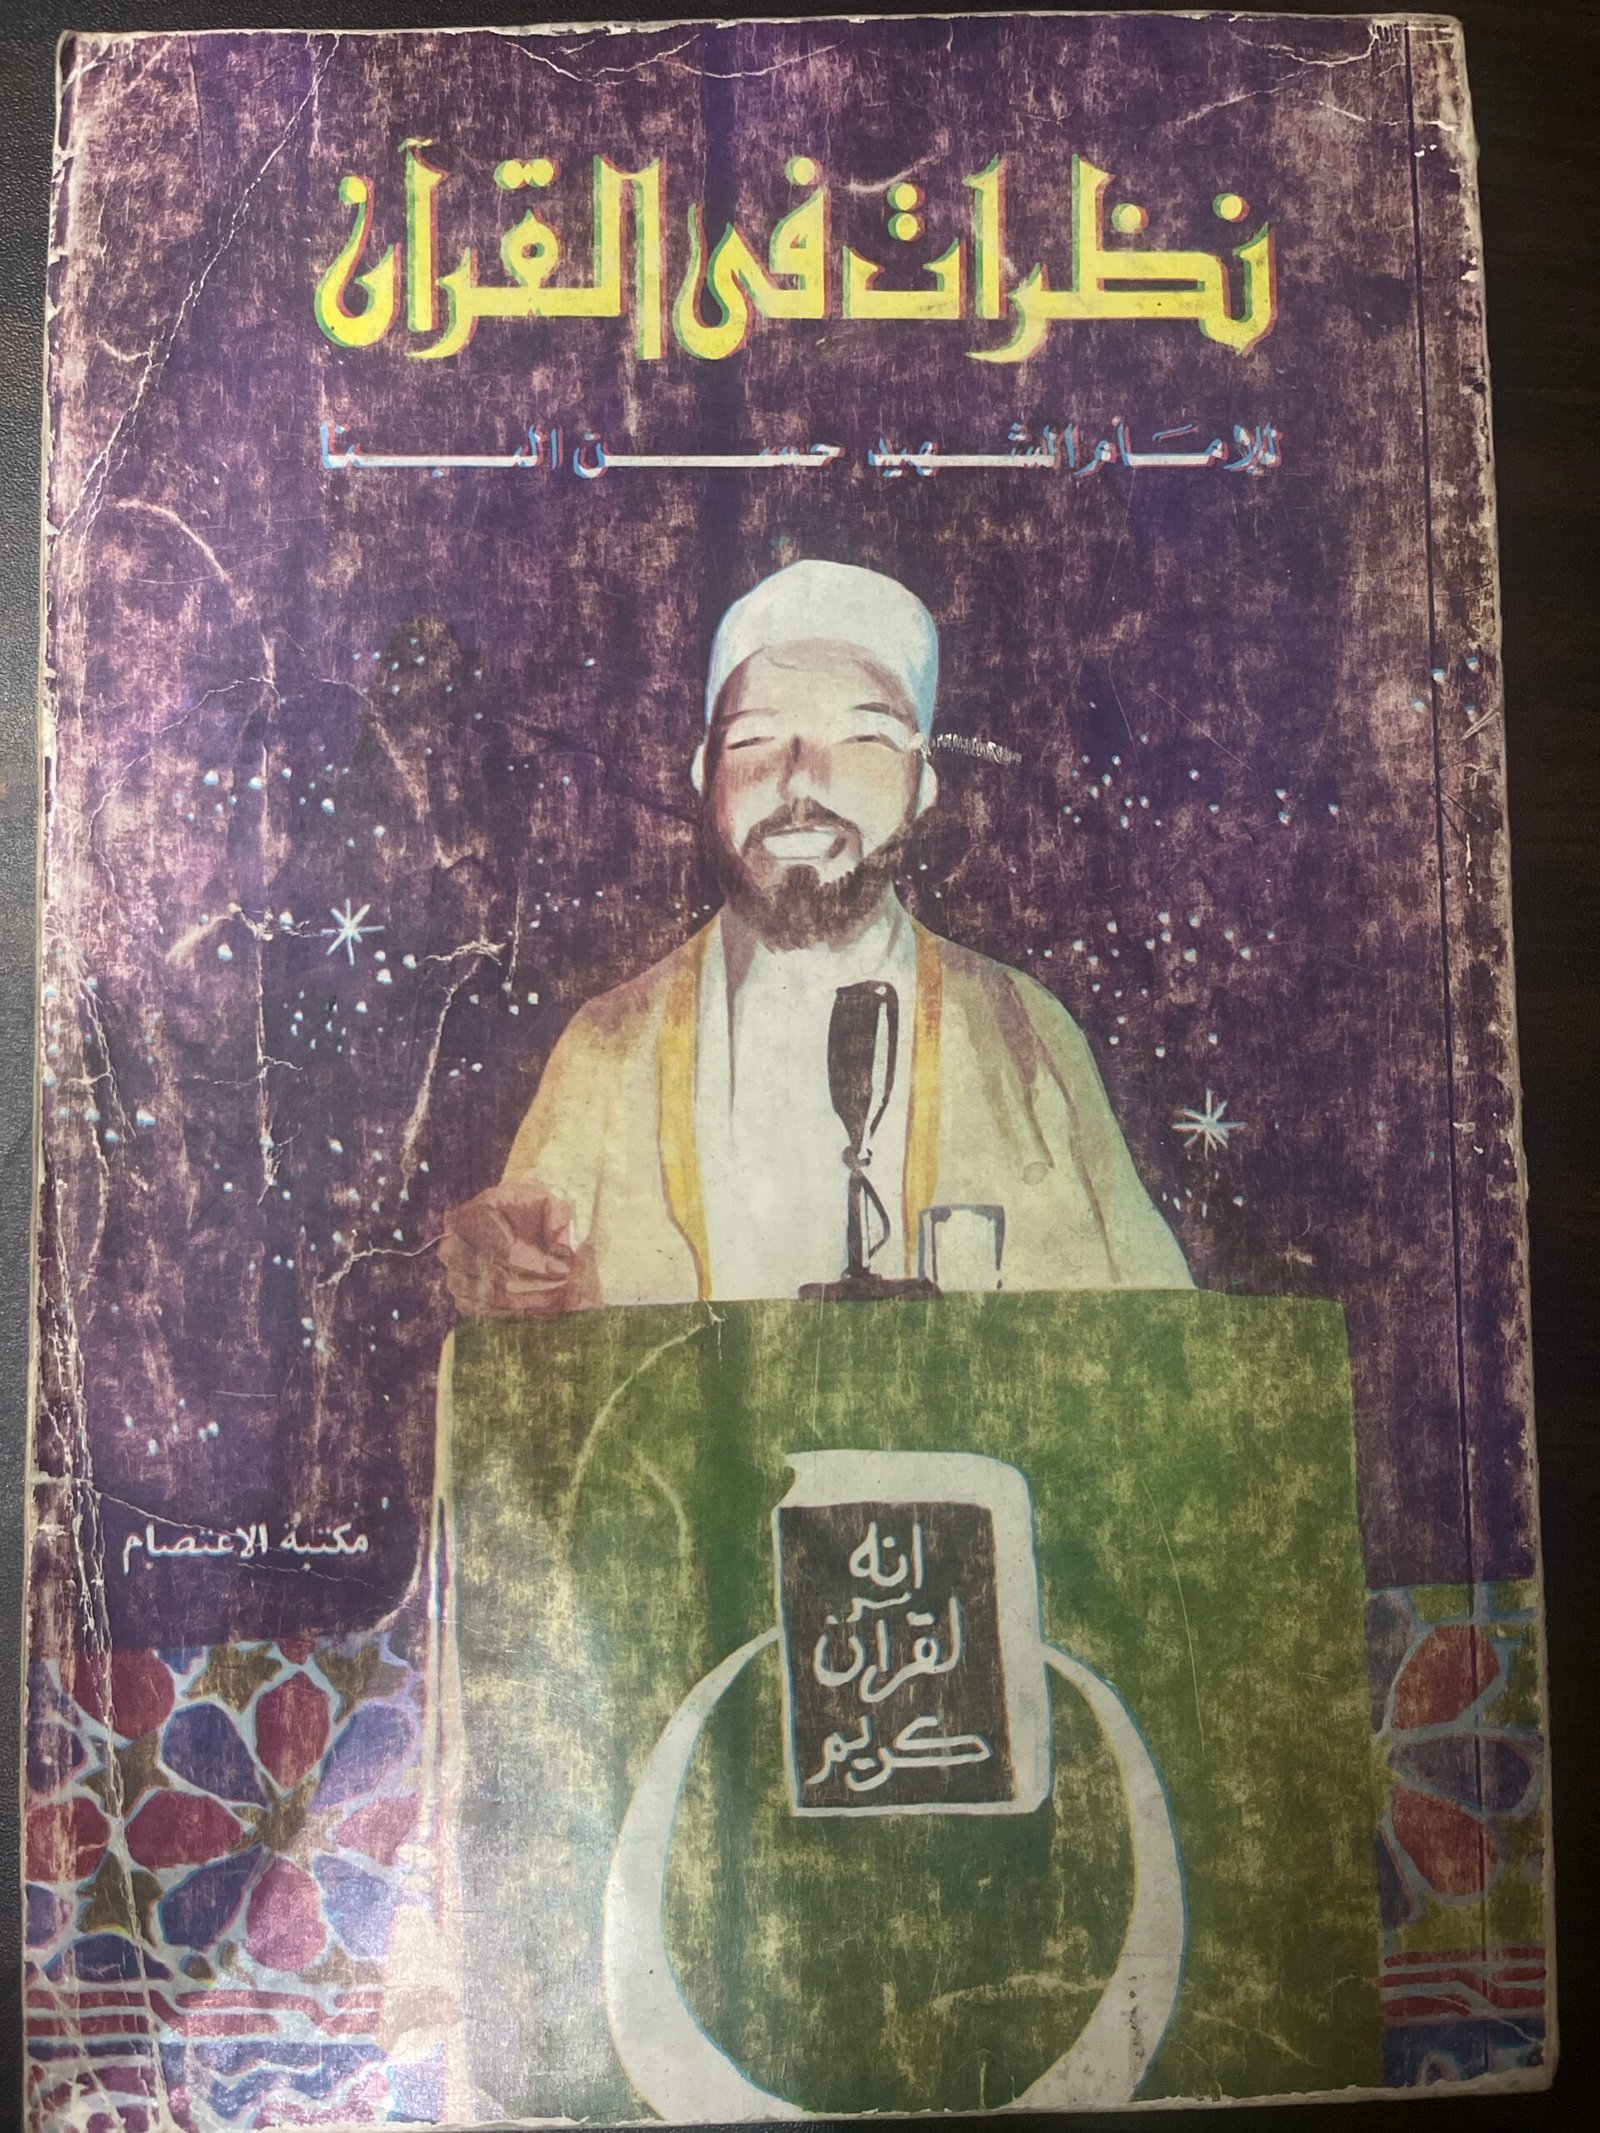 نظرات فى القرآن
للإمام الشهيد حسن البنا
مكتبة الاعتصام
انه
لقرآن
كريم